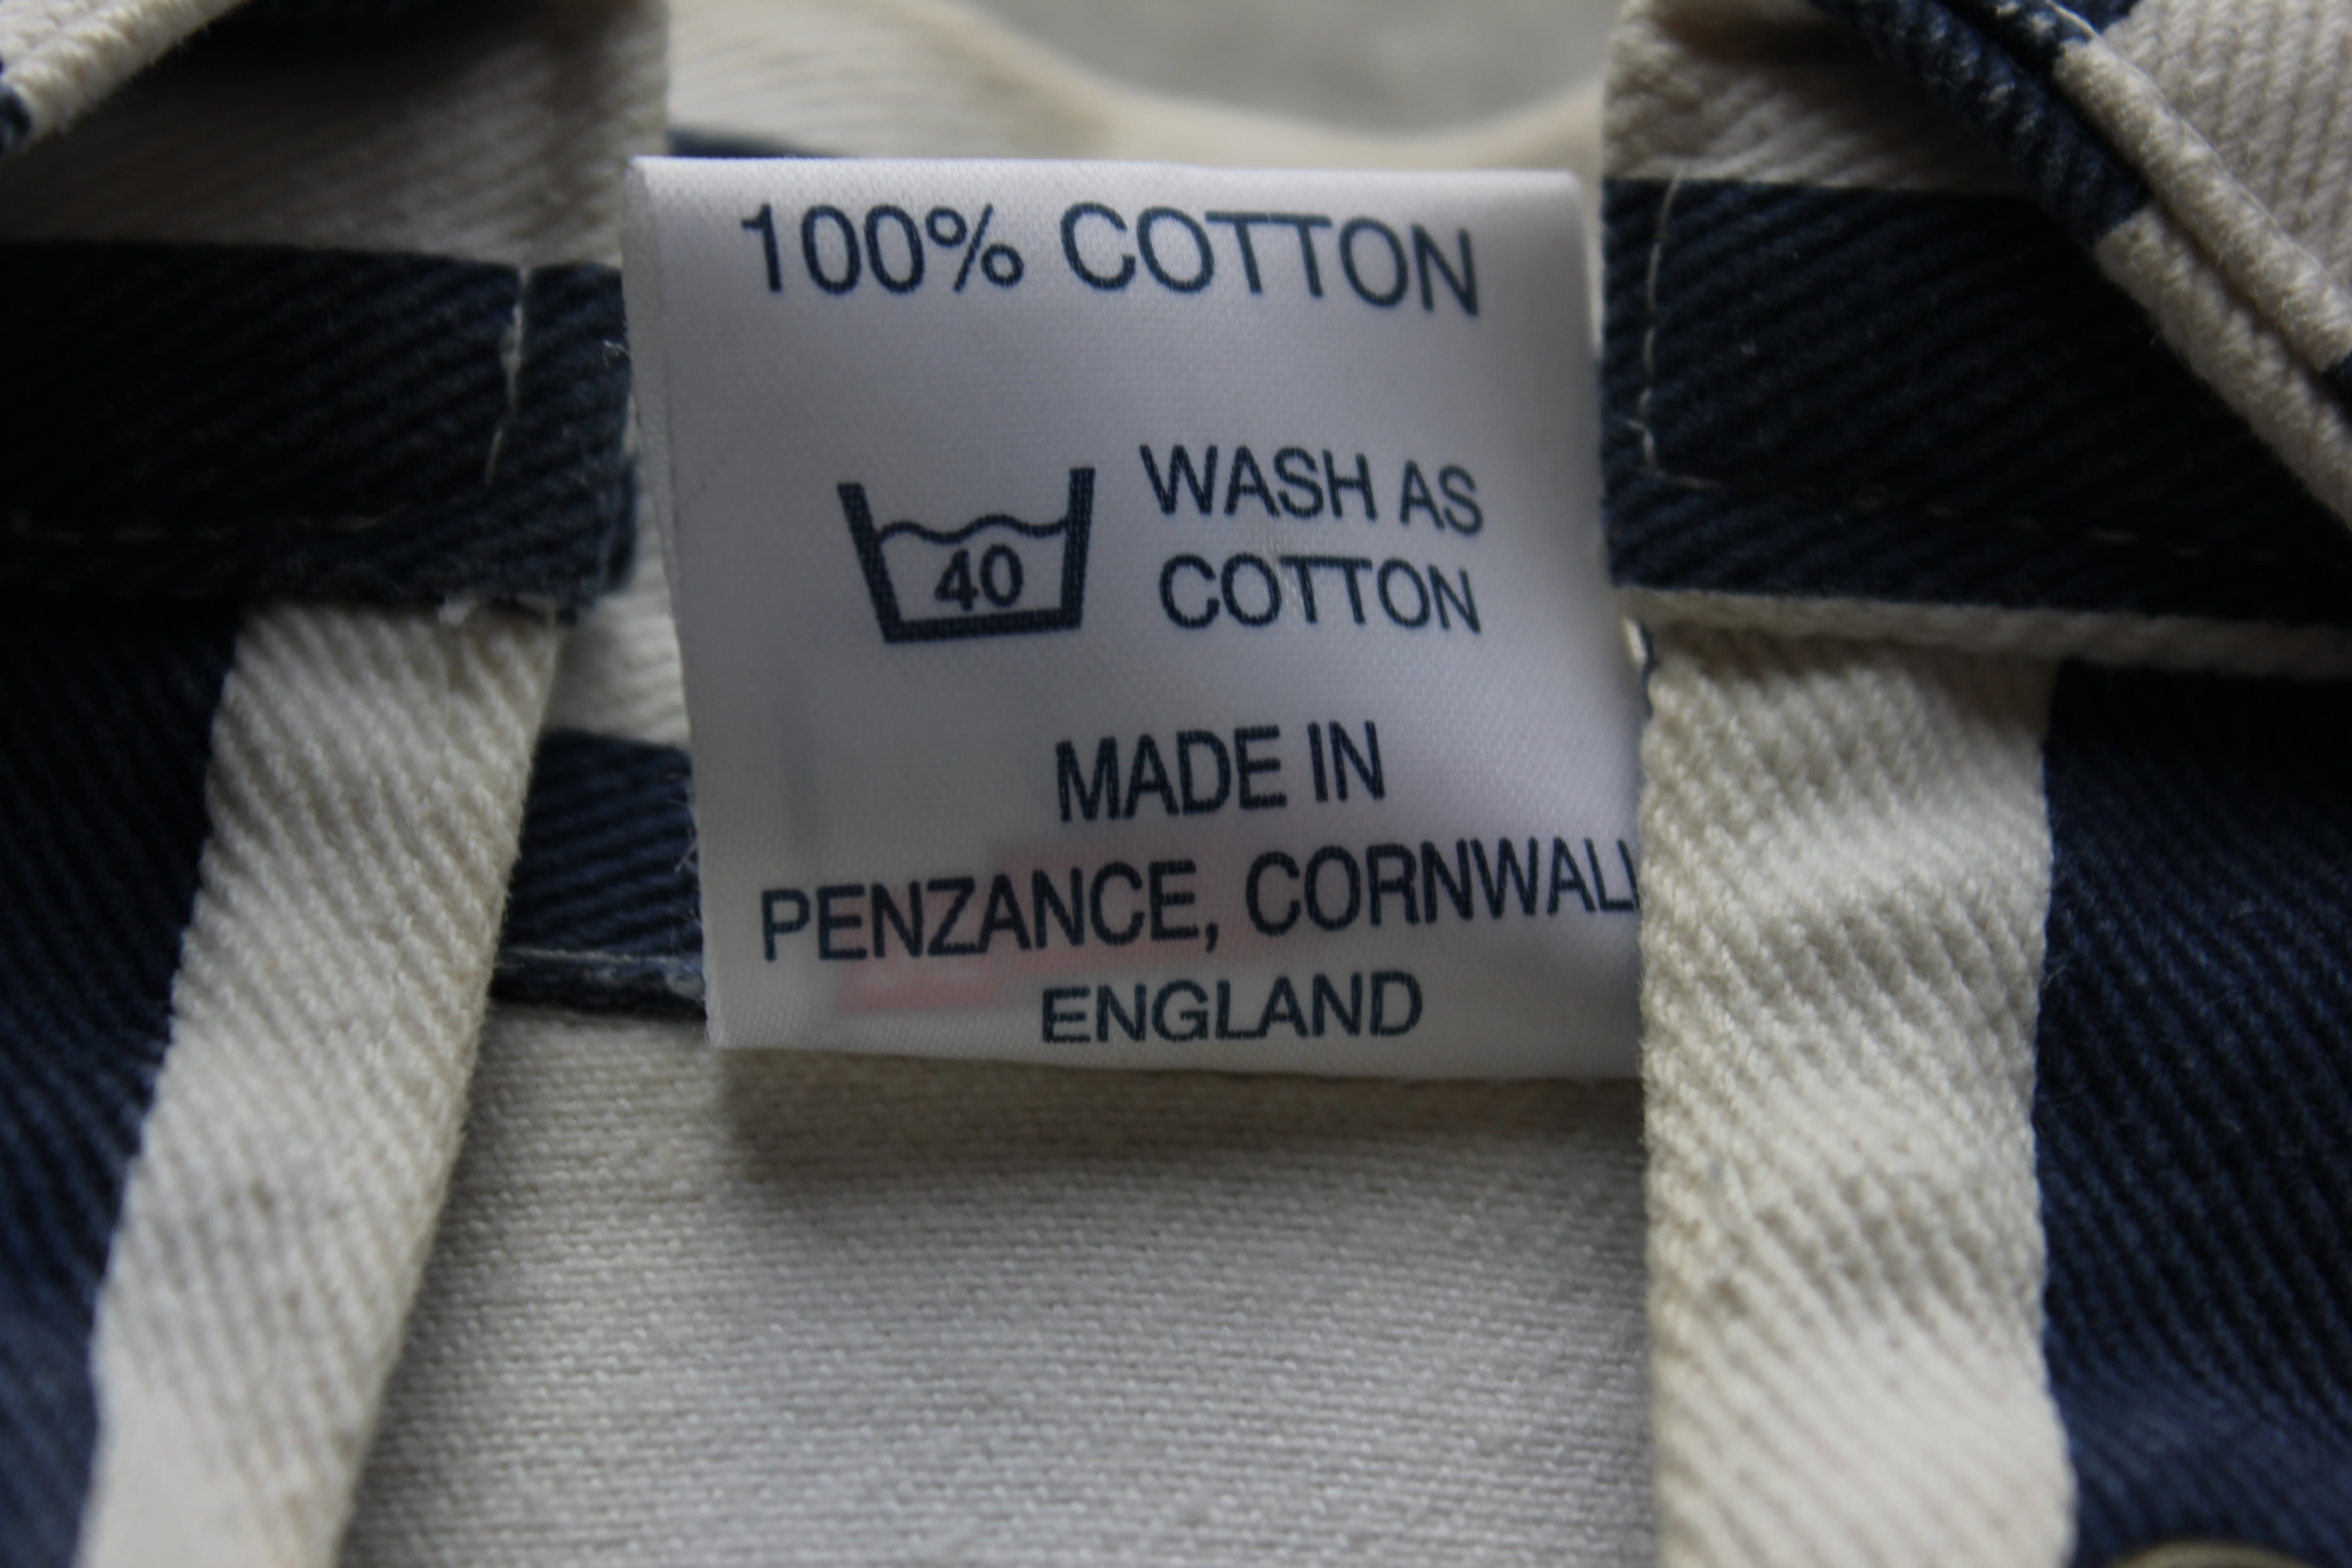 100% COTTON
WASH AS
COTTON
40
MADE IN
PENZANCE, CORNWALL
ENGLAND